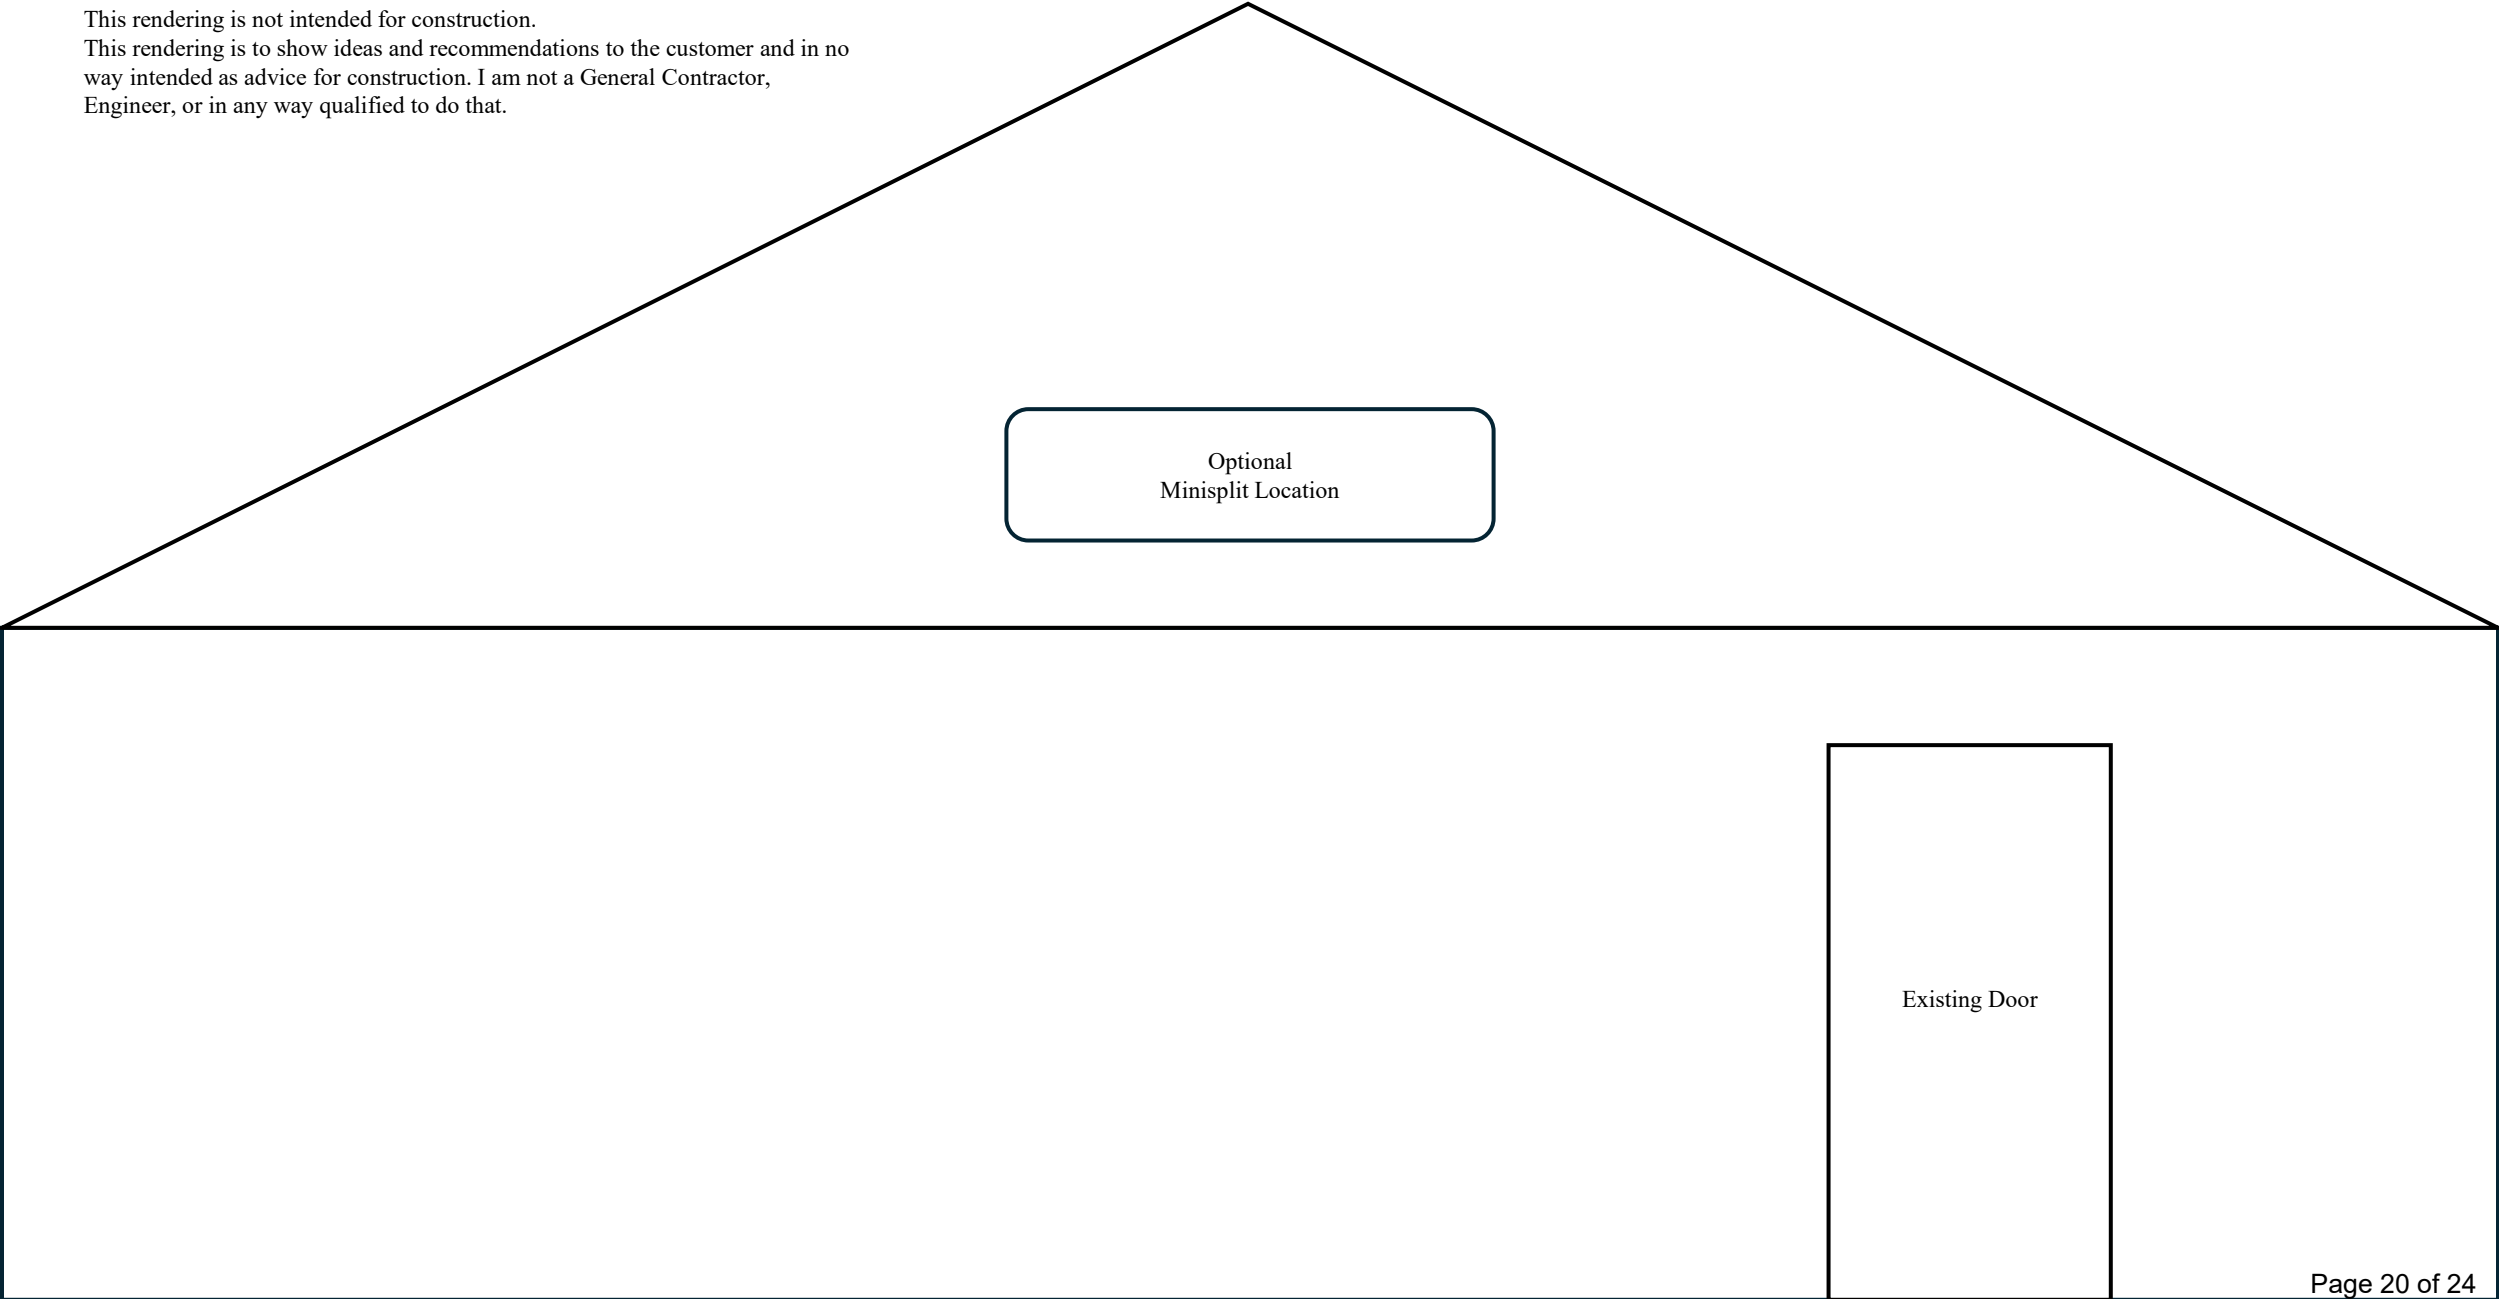 This rendering is not intended for construction.
This rendering is to show ideas and recommendations to the customer and in no
way intended as advice for construction. I am not a General Contractor,
Engineer, or in any way qualified to do that.
Optional
Minisplit Location
Existing Door
Page 20 of 24